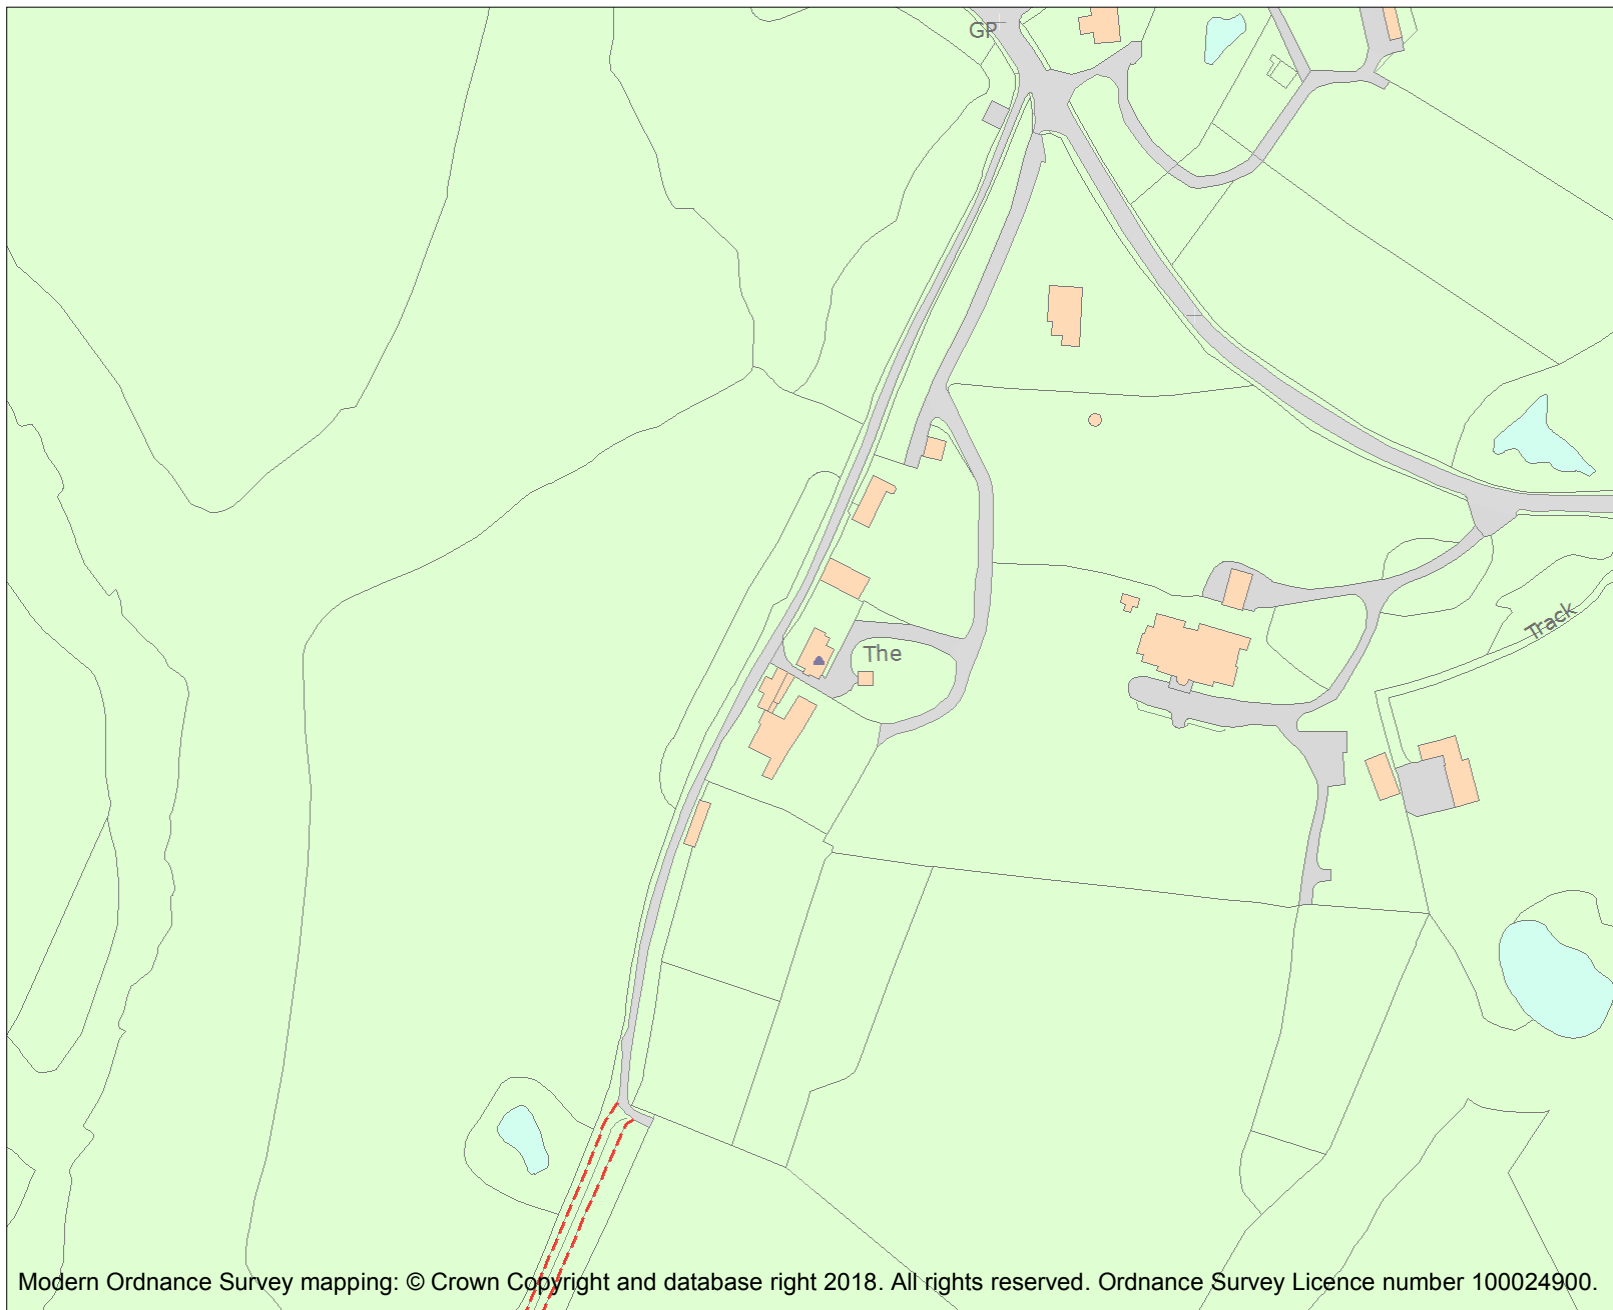 GP
Track
The
Modern Ordnance Survey mapping: © Crown Copyright and database right 2018. All rights reserved. Ordnance Survey Licence number 100024900.